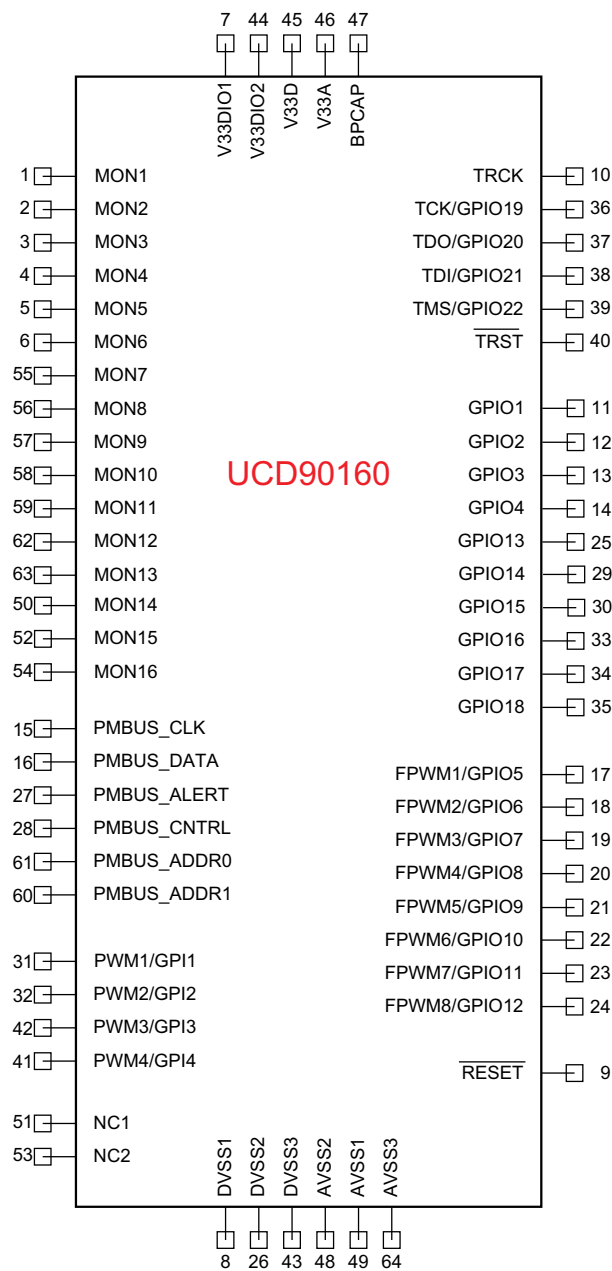 7 44 45 46 47
V33DIO1 V33DIO2 V33D V33A BPCAP
1 MON1 TRCK 10
2 MON2 TCK/GPIO19 36
3 MON3 TDO/GPIO20 37
4 MON4 TDI/GPIO21 38
5 MON5 TMS/GPIO22 39
6 MON6 TRST 40
55 MON7
56 MON8 GPIO1 11
57 MON9 GPIO2 12
58 MON10 UCD90160 GPIO3 13
59 MON11 GPIO4 14
62 MON12 GPIO13 25
63 MON13 GPIO14 29
50 MON14 GPIO15 30
52 MON15 GPIO16 33
54 MON16 GPIO17 34
GPIO18 35
15 PMBUS_CLK
16 PMBUS_DATA FPWM1/GPIO5 17
27 PMBUS_ALERT FPWM2/GPIO6 18
28 PMBUS_CNTRL FPWM3/GPIO7 19
61 PMBUS_ADDR0 FPWM4/GPIO8 20
60 PMBUS_ADDR1 FPWM5/GPIO9 21
FPWM6/GPIO10 22
31 PWM1/GPI1 FPWM7/GPIO11 23
32 PWM2/GPI2 FPWM8/GPIO12 24
42 PWM3/GPI3
41 PWM4/GPI4 RESET 9
51 NC1
53 NC2
DVSS1 DVSS2 DVSS3 AVSS2 AVSS1 AVSS3
8 26 43 48 49 64